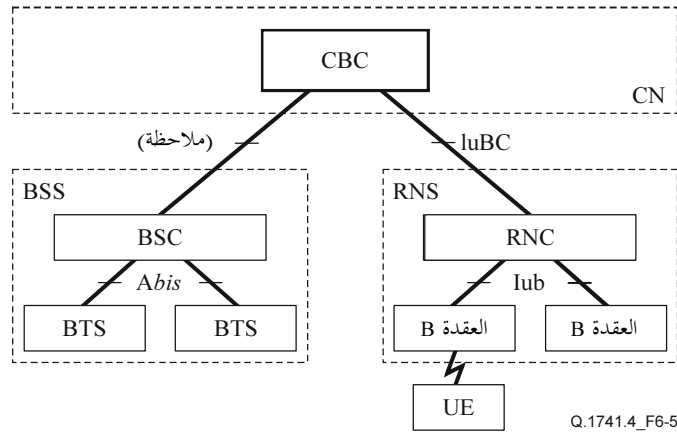 CBC
CN
(ملاحظة)
IuBC
BSS
RNS
BSC
RNC
Abis
Iub
BTS
BTS
العقدة B
العقدة B
UE
Q.1741.4_F6-5